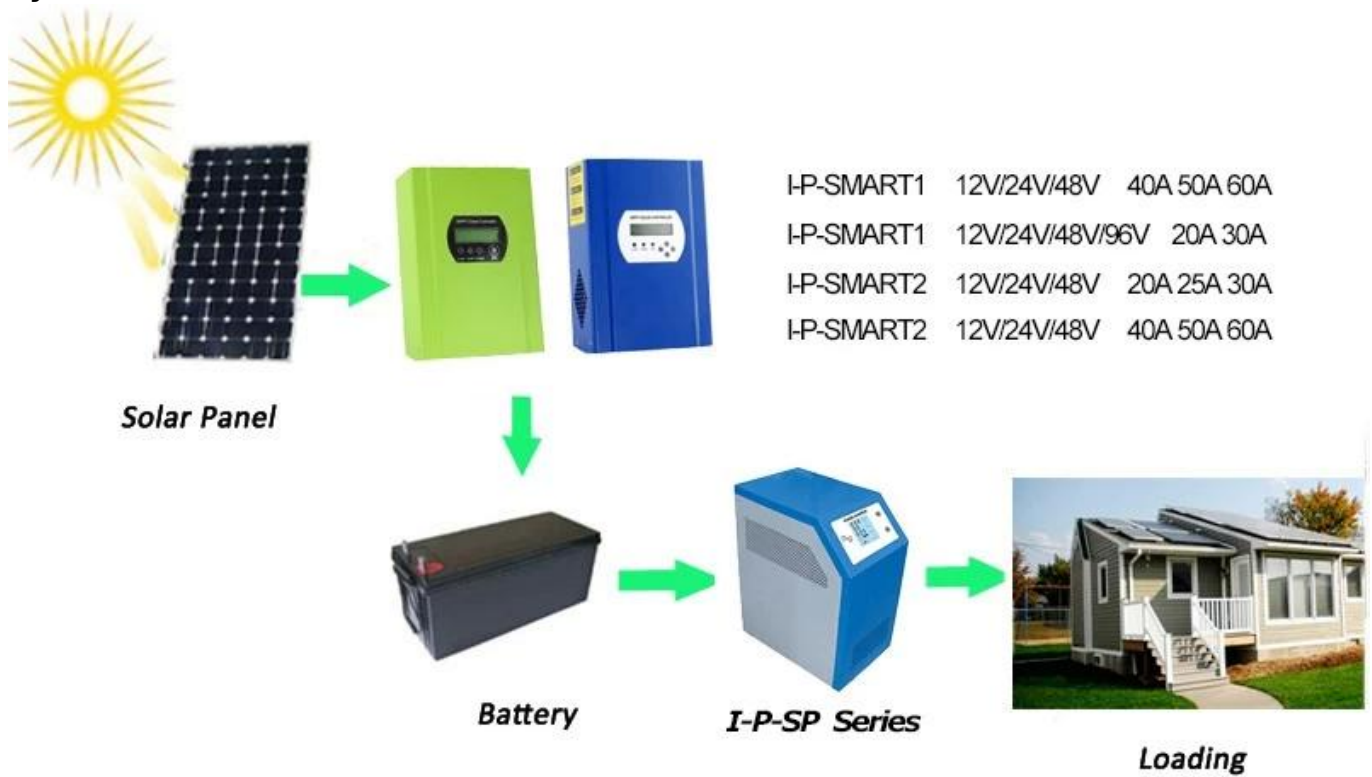 I-P-SMART1 12V/24V/48V 40A 50A 60A
I-P-SMART1 12V/24V/48V/96V 20A 30A
I-P-SMART2 12V/24V/48V 20A 25A 30A
I-P-SMART2 12V/24V/48V 40A 50A 60A
Solar Panel
Battery
I-P-SP Series
Loading